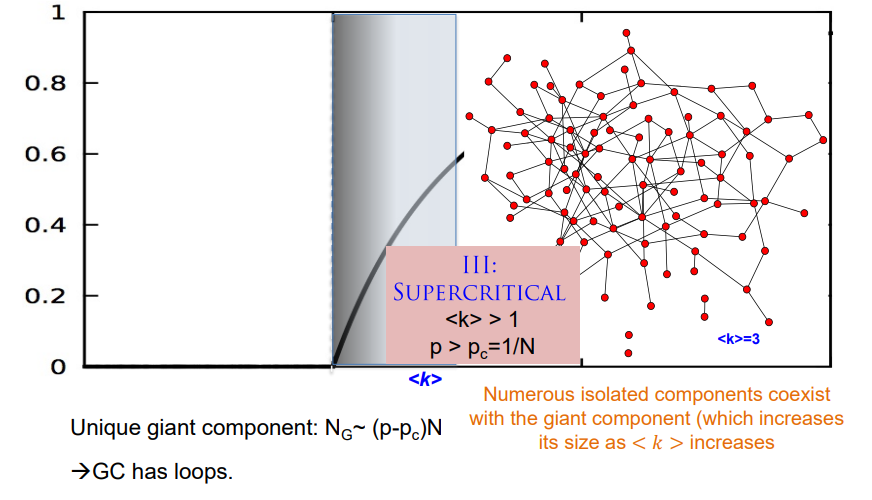 1
0.8
0.6
0.4
0.2
0
III:
SUPERCRITICAL
<k> > 1
p > pc=1/N
<k>=3
<k>
Numerous isolated components coexist
with the giant component (which increases
its size as < k > increases
Unique giant component: NG~ (p-pc)N
→GC has loops.